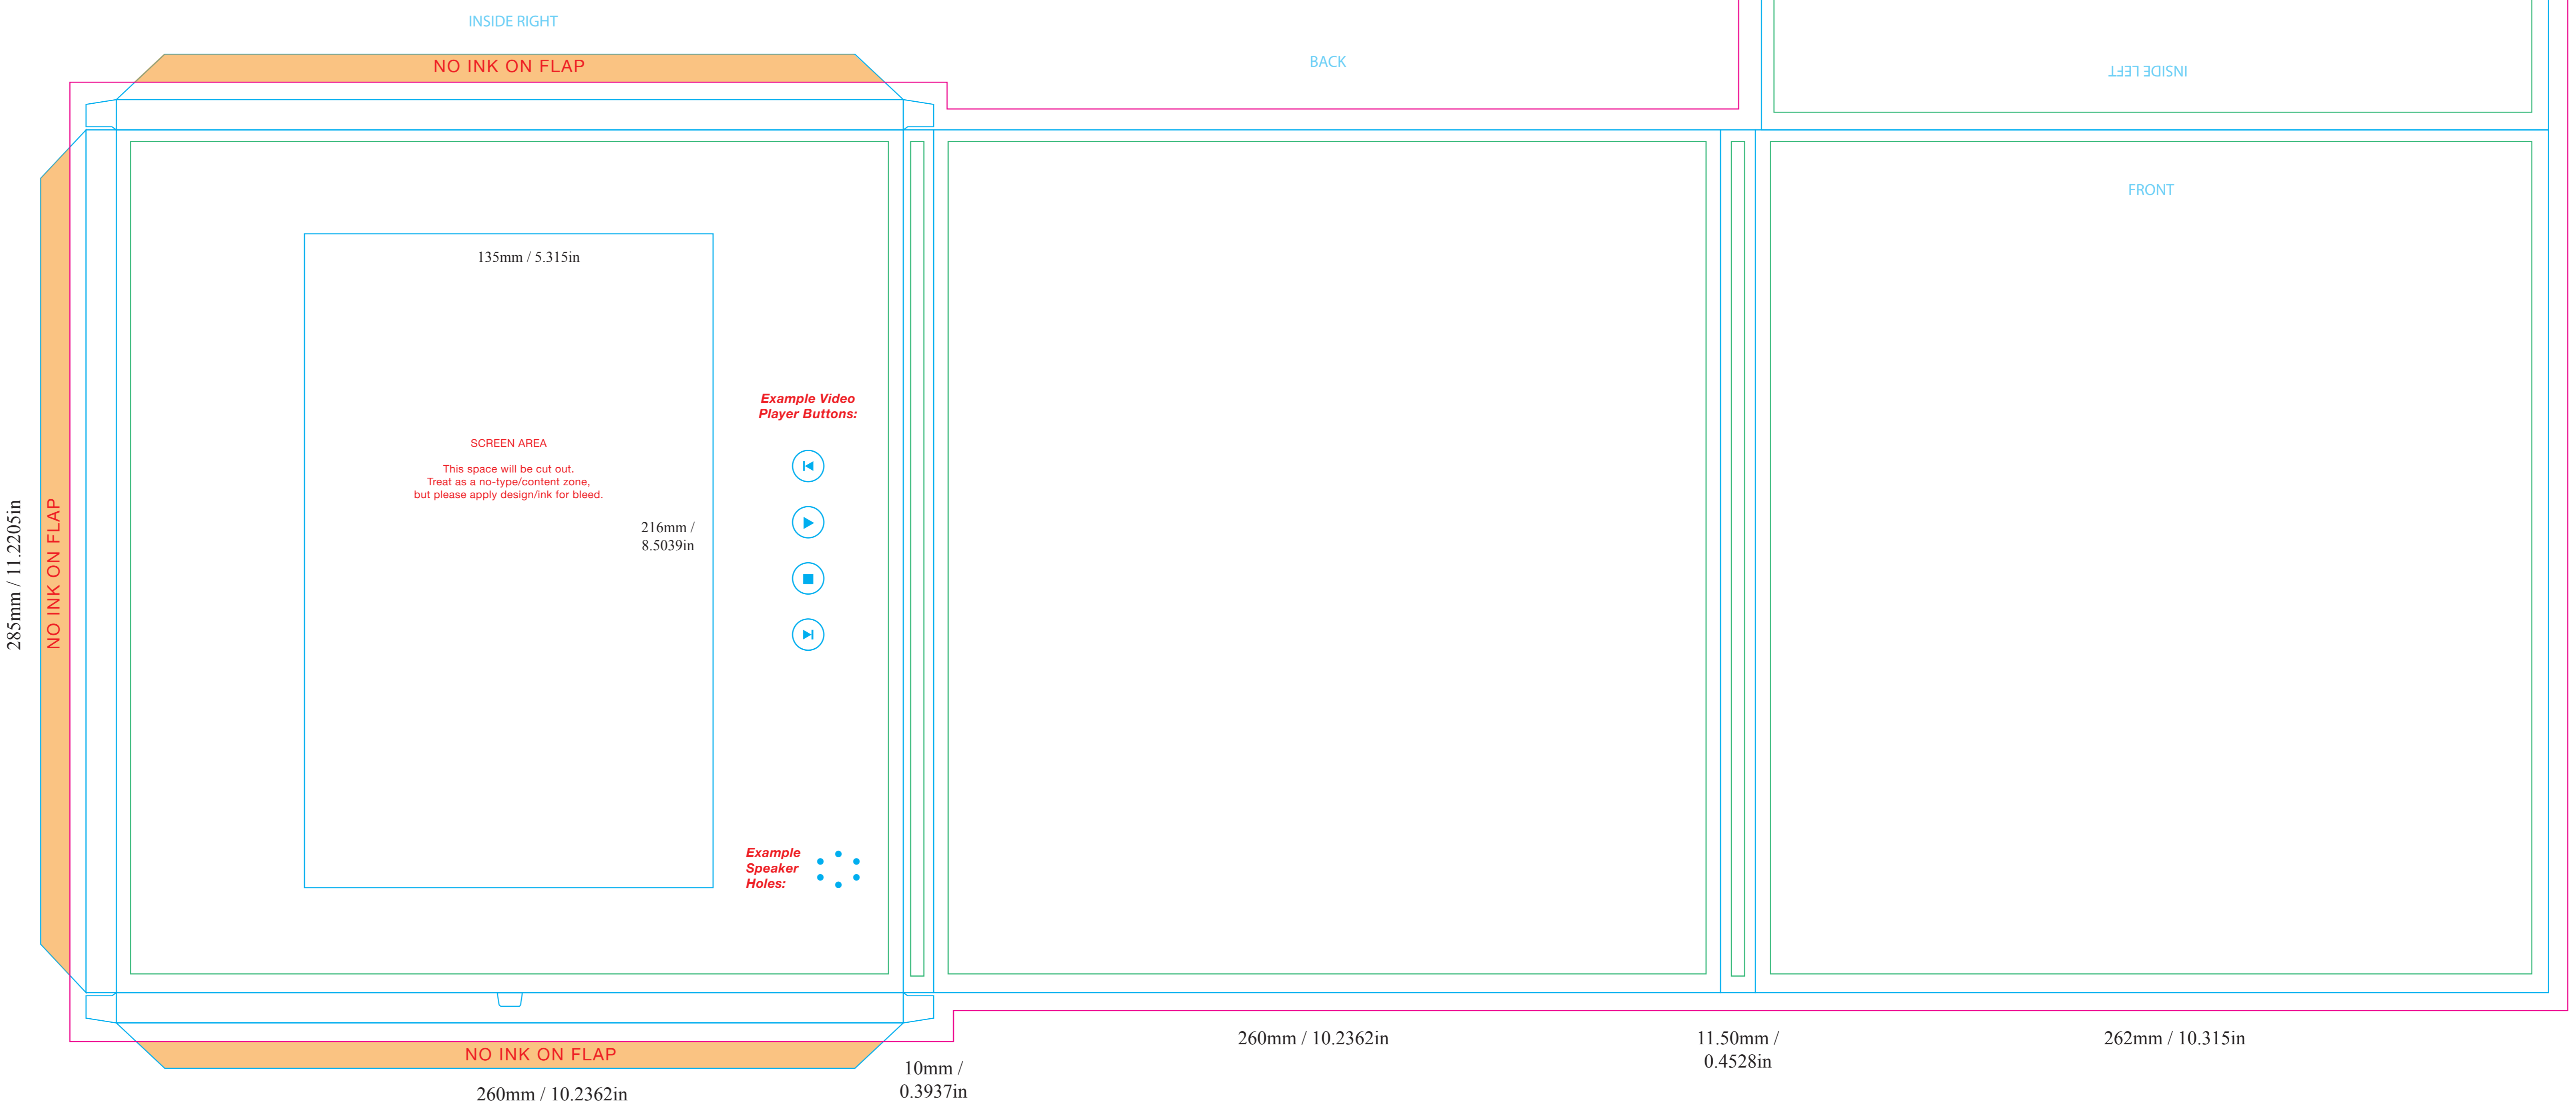 INSIDE RIGHT
NO INK ON FLAP
BACK
INSIDE LEFT
FRONT
135mm / 5.315in
Example Video
Player Buttons:
SCREEN AREA
This space will be cut out.
Treat as a no-type/content zone,
but please apply design/ink for bleed.
216mm /
8.5039in
285mm / 11.2205in
NO INK ON FLAP
Example
Speaker
Holes:
NO INK ON FLAP
260mm / 10.2362in
10mm /
0.3937in
260mm / 10.2362in
11.50mm /
0.4528in
262mm / 10.315in